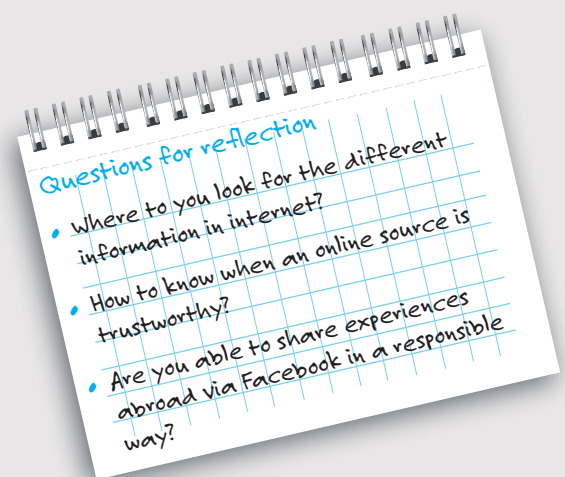 Questions for reflection
• Where to you look for the different
information in internet?
• How to know when an online source is
trustworthy?
• Are you able to share experiences
abroad via Facebook in a responsible
way?